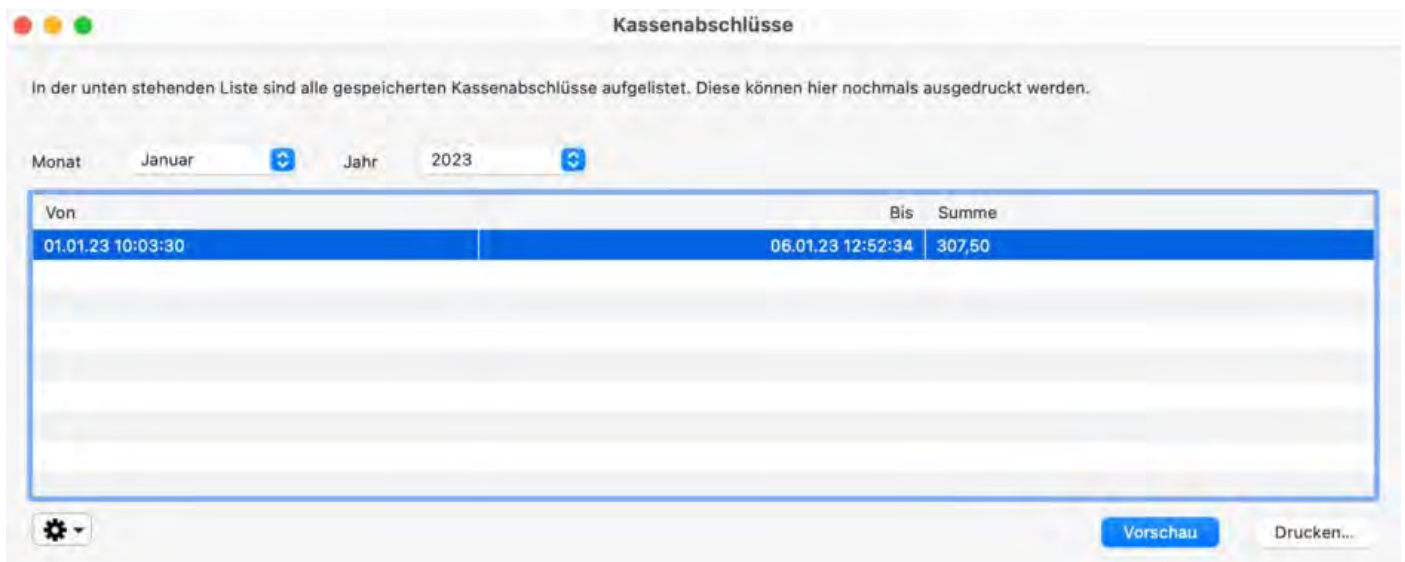 Kassenabschlüsse
In der unten stehenden Liste sind alle gespeicherten Kassenabschlüsse aufgelistet. Diese können hier nochmals ausgedruckt werden.
Monat Januar Jahr 2023
Von Bis Summe
01.01.23 10:03:30 06.01.23 12:52:34 307,50
Vorschau Drucken...